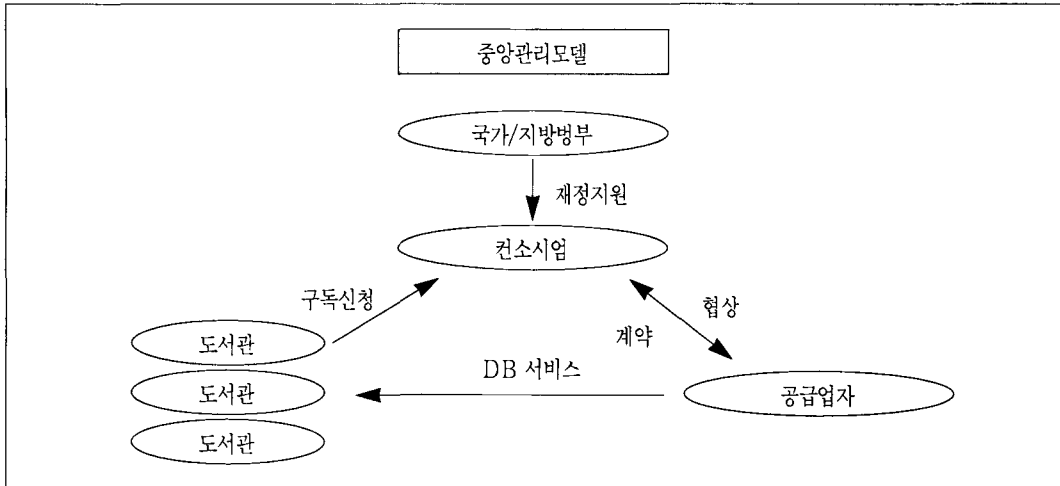 중앙관리모델
국가/지방벙부
재정지원
컨소시엄
구독신청
협상
계약
도서관
DB 서비스
도서관
공급업자
도서관